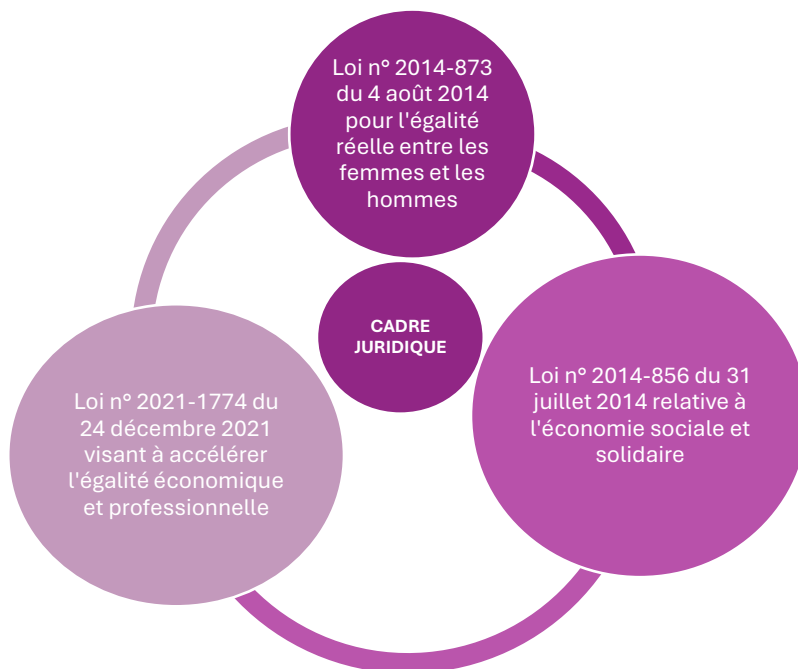 Loi n° 2014-873
du 4 août 2014
pour l'égalité
réelle entre les
femmes et les
hommes
CADRE
JURIDIQUE
Loi n° 2014-856 du 31
juillet 2014 relative à
l'économie sociale et
solidaire
Loi n° 2021-1774 du
24 décembre 2021
visant à accélérer
l'égalité économique
et professionnelle